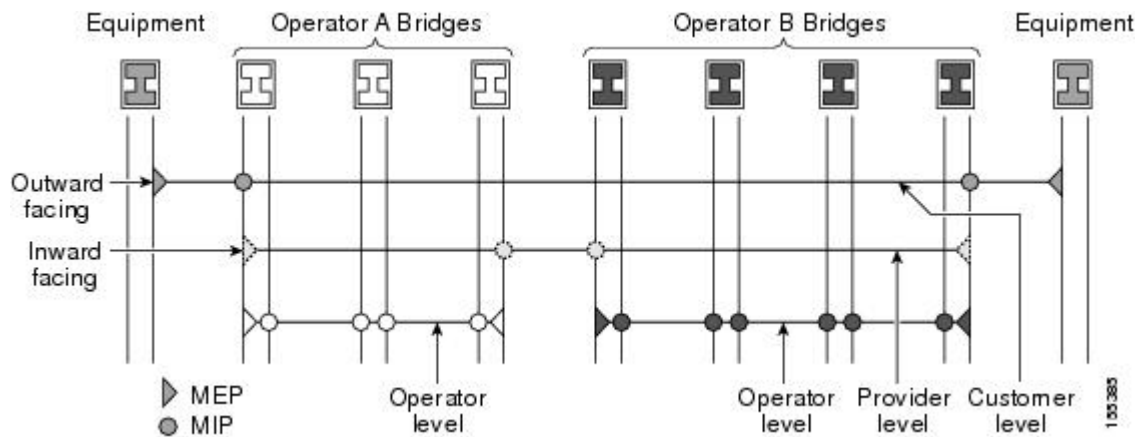 Equipment
Operator A Bridges
Operator B Bridges
Equipment
Outward
facing
Inward
facing
MEP
MIP
Operator
level
Operator
level
Provider
level
Customer
level
155385